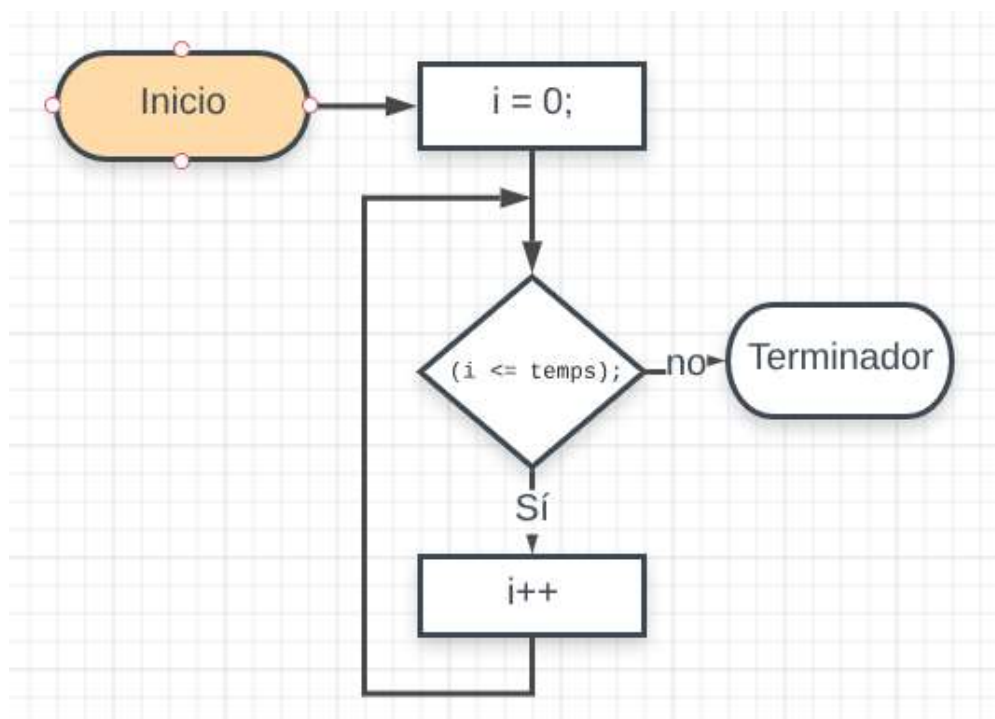 Inicio
i = 0;
(i <= temps);
no
Terminador
Sí
i++